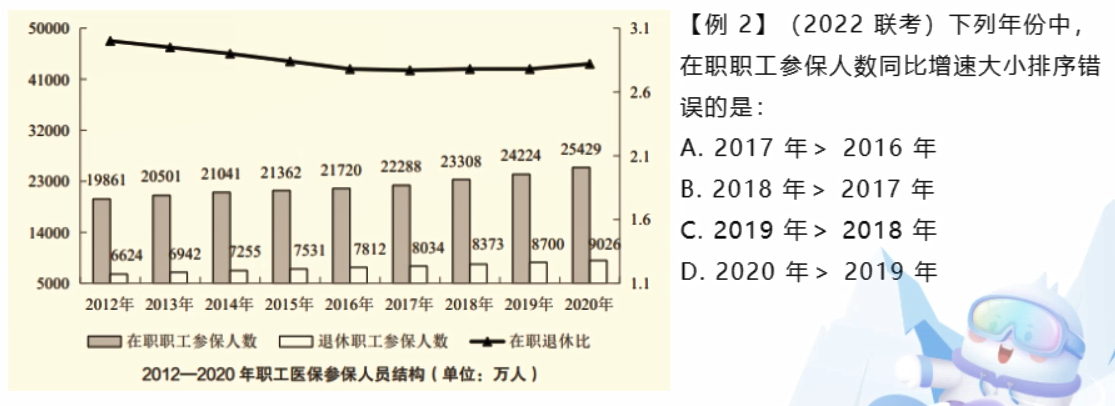 50000
41000
32000
23000
14000
5000
3.1
2.6
2.1
1.6
1.1
19861 20501 21041 21362 21720 22288 23308 24224 25429
6624 6942 7255 7531 7812 8034 8373 8700 9026
2012年 2013年 2014年 2015年 2016年 2017年 2018年 2019年 2020年
在职职工参保人数 退休职工参保人数 在职退休比
2012—2020 年职工医保参保人员结构（单位：万人）
【例 2】（2022 联考）下列年份中，
在职职工参保人数同比增速大小排序错
误的是：
A. 2017 年＞ 2016 年
B. 2018 年＞ 2017 年
C. 2019 年＞ 2018 年
D. 2020 年＞ 2019 年